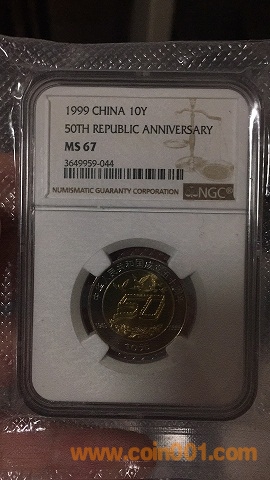 1999 CHINA 10Y
50TH REPUBLIC ANNIVERSARY
MS 67
3649959-044
NUMISMATIC GUARANTY CORPORATION
NGC
50
www.coin001.com